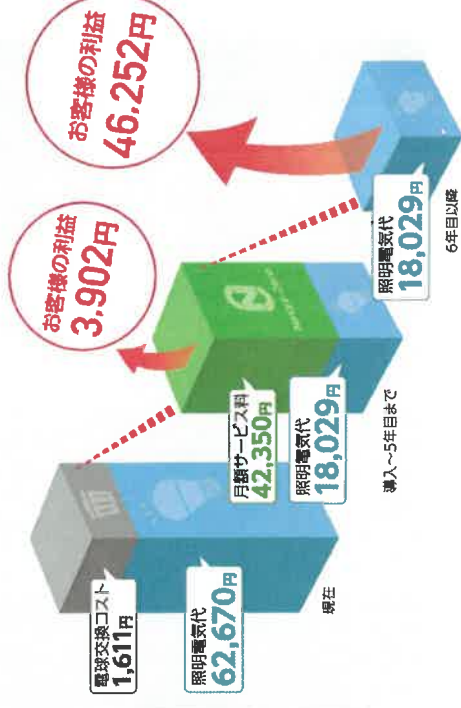 電球交換コスト
1,611円
照明電気代
62,670円
現在
お客様の利益
3,902円
月額サービス料
42,350円
照明電気代
18,029円
導入～5年目まで
お客様の利益
46,252円
照明電気代
18,029円
6年目以降